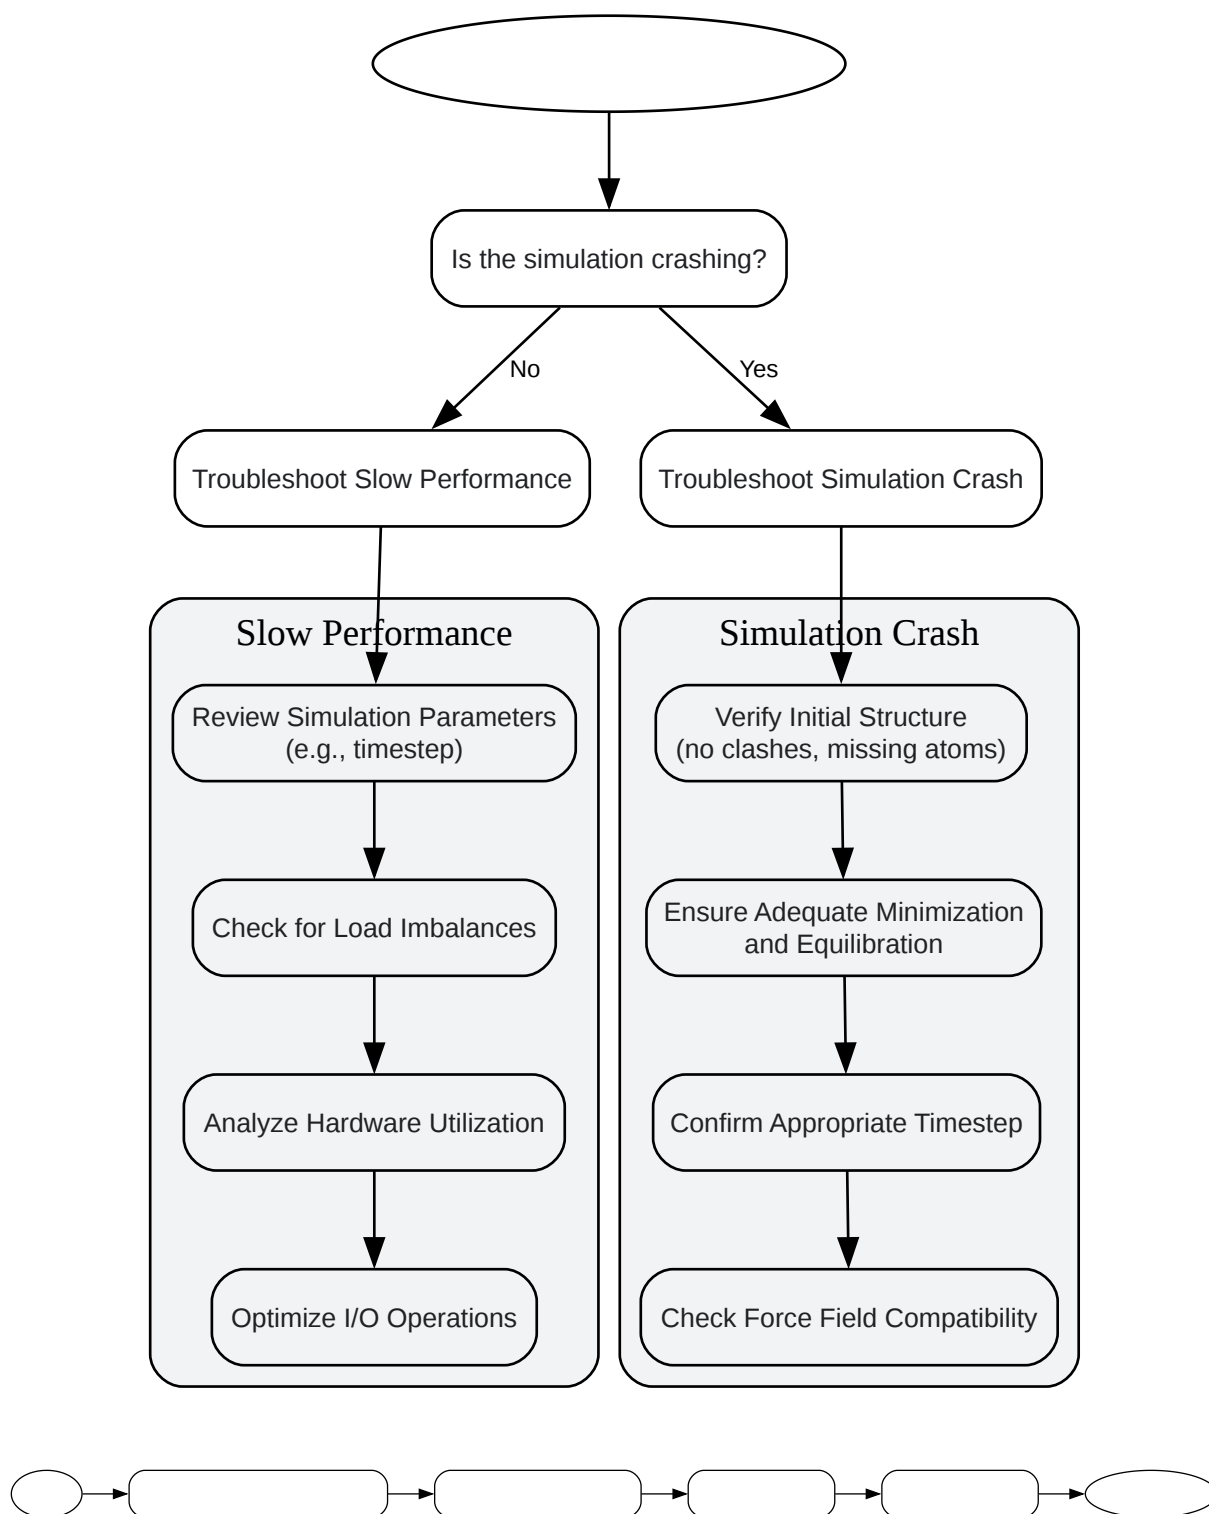 Is the simulation crashing?
No
Yes
Troubleshoot Slow Performance
Troubleshoot Simulation Crash
Slow Performance
Review Simulation Parameters
(e.g., timestep)
Check for Load Imbalances
Analyze Hardware Utilization
Optimize I/O Operations
Simulation Crash
Verify Initial Structure
(no clashes, missing atoms)
Ensure Adequate Minimization
and Equilibration
Confirm Appropriate Timestep
Check Force Field Compatibility